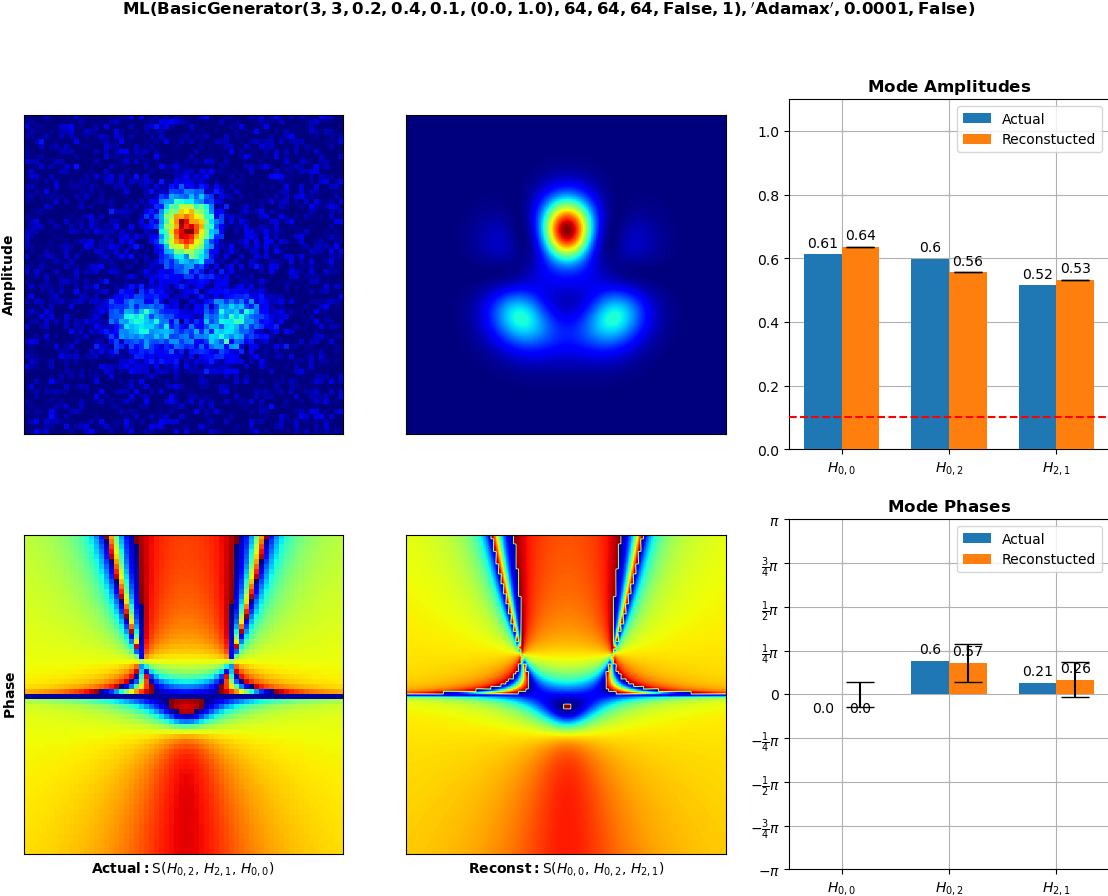 ML(BasicGenerator(3, 3, 0.2, 0.4, 0.1, (0.0, 1.0), 64, 64, 64, False, 1), ′Adamax′, 0.0001, False)
Amplitude
Mode Amplitudes
Actual
Reconstucted
1.0
0.8
0.6
0.4
0.2
0.0
0.61 0.64
0.6 0.56
0.52 0.53
H0,0 H0,2 H2,1
Phase
Actual: S(H0,2, H2,1, H0,0)
Reconst: S(H0,0, H0,2, H2,1)
Mode Phases
Actual
Reconstucted
π
3/4π
1/2π
1/4π
0
−1/4π
−1/2π
−3/4π
−π
0.0 0.0
0.6 0.57
0.21 0.26
H0,0 H0,2 H2,1